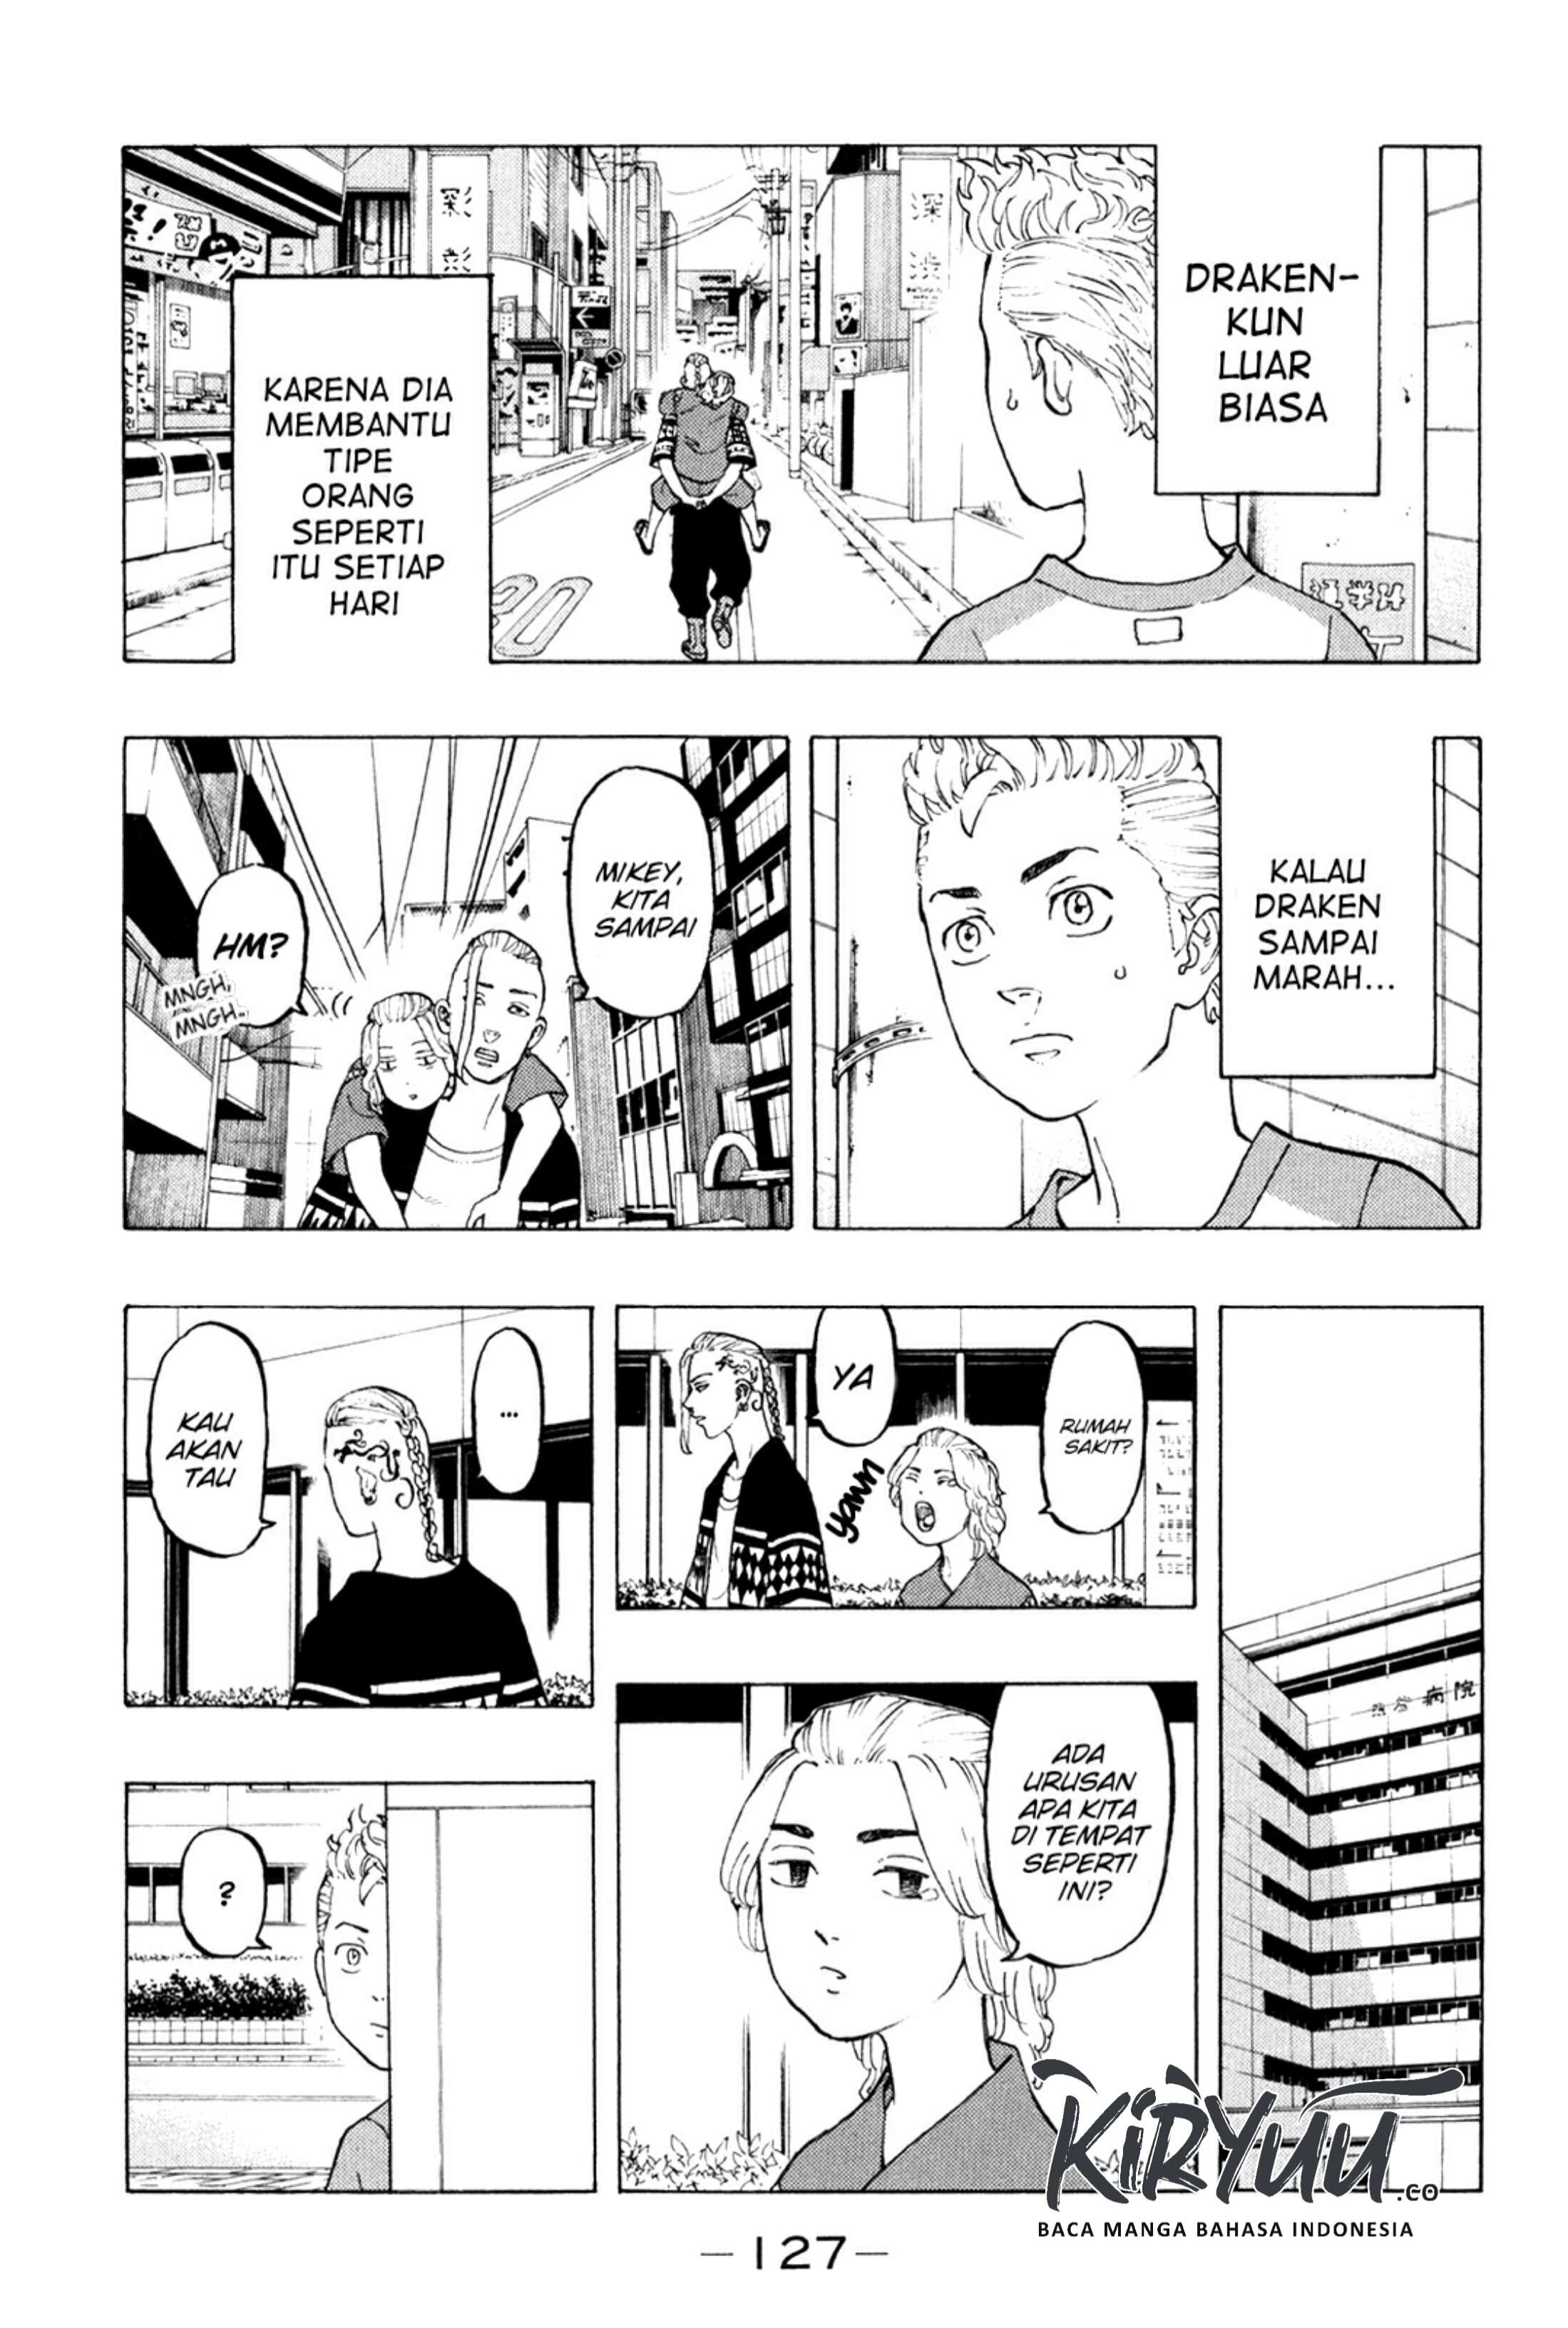 DRAKEN-
KUN
LUAR
BIASA
KARENA DIA
MEMBANTU
TIPE
ORANG
SEPERTI
ITU SETIAP
HARI
KALAU
DRAKEN
SAMPAI
MARAH...
MIKEY,
KITA
SAMPAI
HM?
MNGH,
MNGH..
病院
RUMAH
SAKIT?
YA
yawn
ADA
URUSAN
APA KITA
DI TEMPAT
SEPERTI
INI?
...
KAU
AKAN
TAU
?
KiRYUU
.CO
BACA MANGA BAHASA INDONESIA
—127—